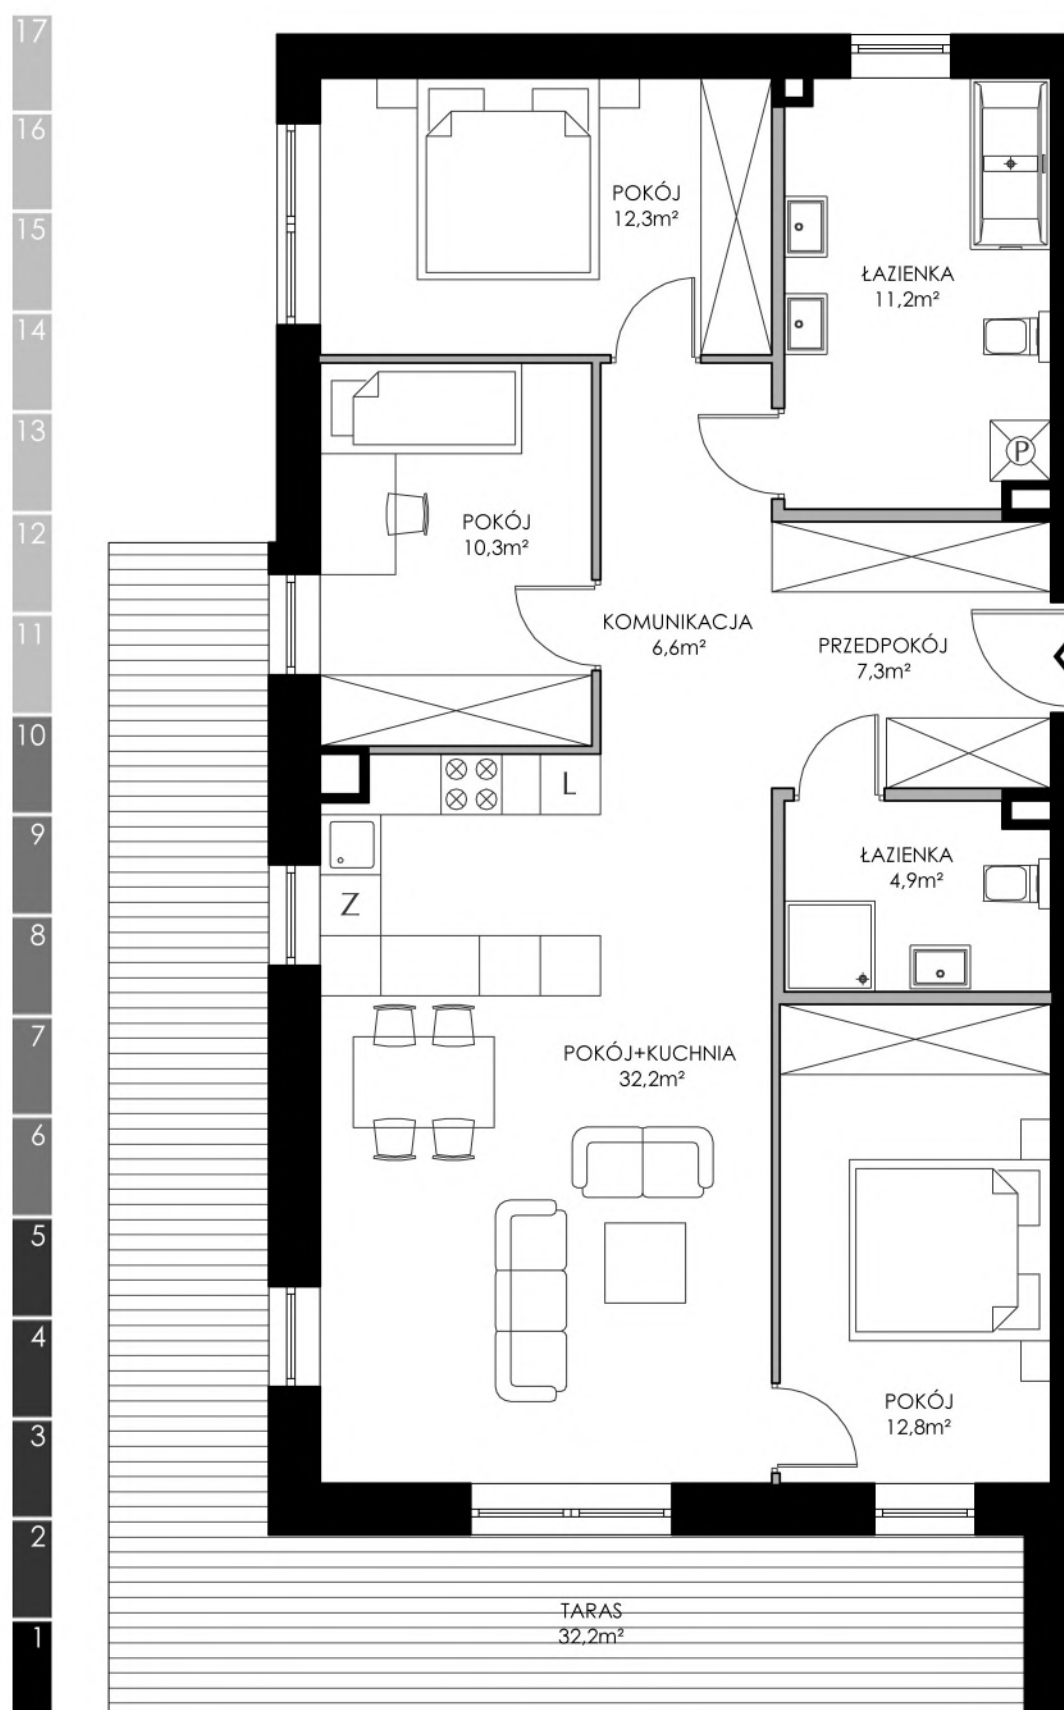 17
16
15
14
13
12
11
10
9
8
7
6
5
4
3
2
1
POKÓJ
12,3m²
ŁAZIENKA
11,2m²
P
POKÓJ
10,3m²
KOMUNIKACJA
6,6m²
PRZEDPOKÓJ
7,3m²
L
Z
ŁAZIENKA
4,9m²
POKÓJ+KUCHNIA
32,2m²
POKÓJ
12,8m²
TARAS
32,2m²